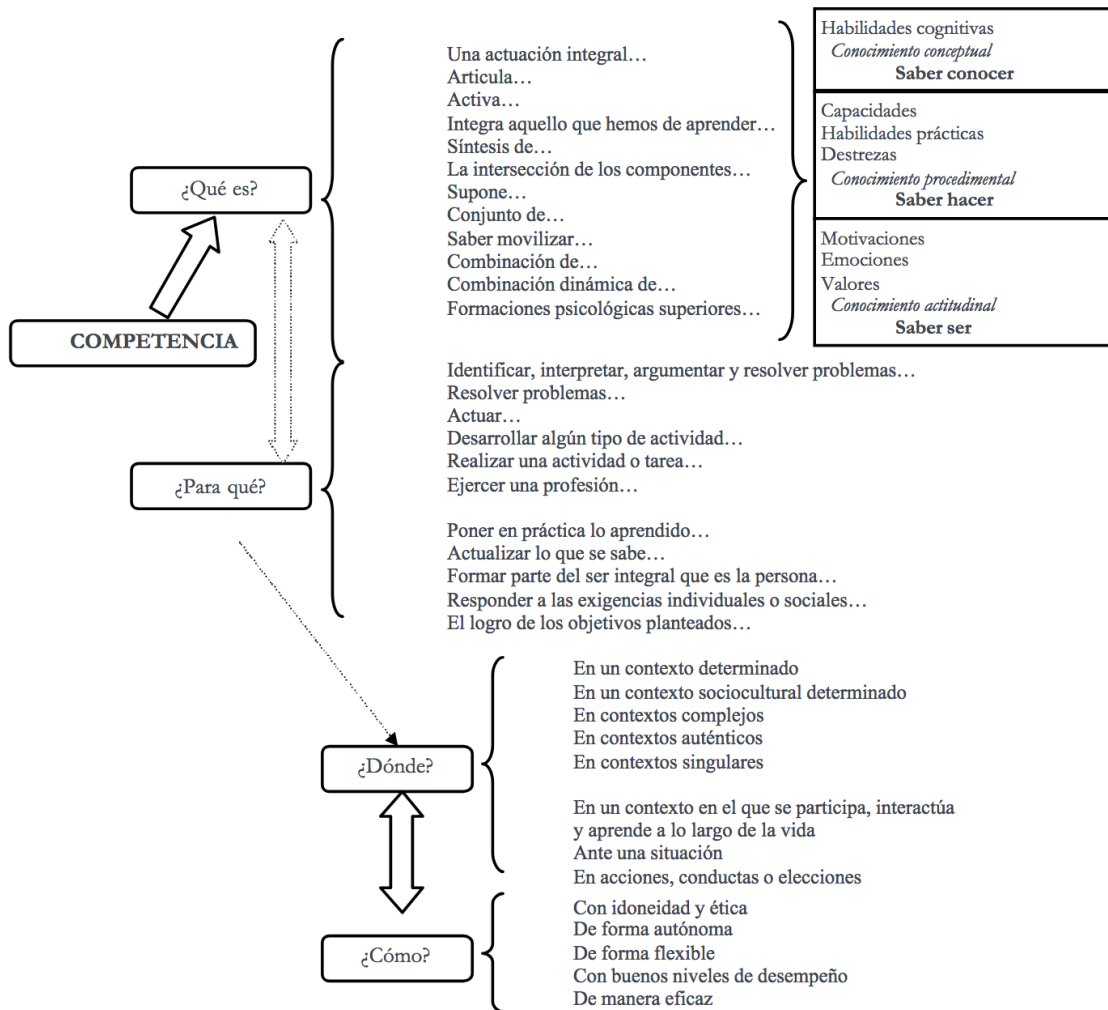 ¿Qué es?
COMPETENCIA
¿Para qué?
¿Dónde?
¿Cómo?
Una actuación integral…
Articula…
Activa…
Integra aquello que hemos de aprender…
Síntesis de…
La intersección de los componentes…
Supone…
Conjunto de…
Saber movilizar…
Combinación de…
Combinación dinámica de…
Formaciones psicológicas superiores…
Habilidades cognitivas
Conocimiento conceptual
Saber conocer
Capacidades
Habilidades prácticas
Destrezas
Conocimiento procedimental
Saber hacer
Motivaciones
Emociones
Valores
Conocimiento actitudinal
Saber ser
Identificar, interpretar, argumentar y resolver problemas…
Resolver problemas…
Actuar…
Desarrollar algún tipo de actividad…
Realizar una actividad o tarea…
Ejercer una profesión…
Poner en práctica lo aprendido…
Actualizar lo que se sabe…
Formar parte del ser integral que es la persona…
Responder a las exigencias individuales o sociales…
El logro de los objetivos planteados…
En un contexto determinado
En un contexto sociocultural determinado
En contextos complejos
En contextos auténticos
En contextos singulares
En un contexto en el que se participa, interactúa
y aprende a lo largo de la vida
Ante una situación
En acciones, conductas o elecciones
Con idoneidad y ética
De forma autónoma
De forma flexible
Con buenos niveles de desempeño
De manera eficaz